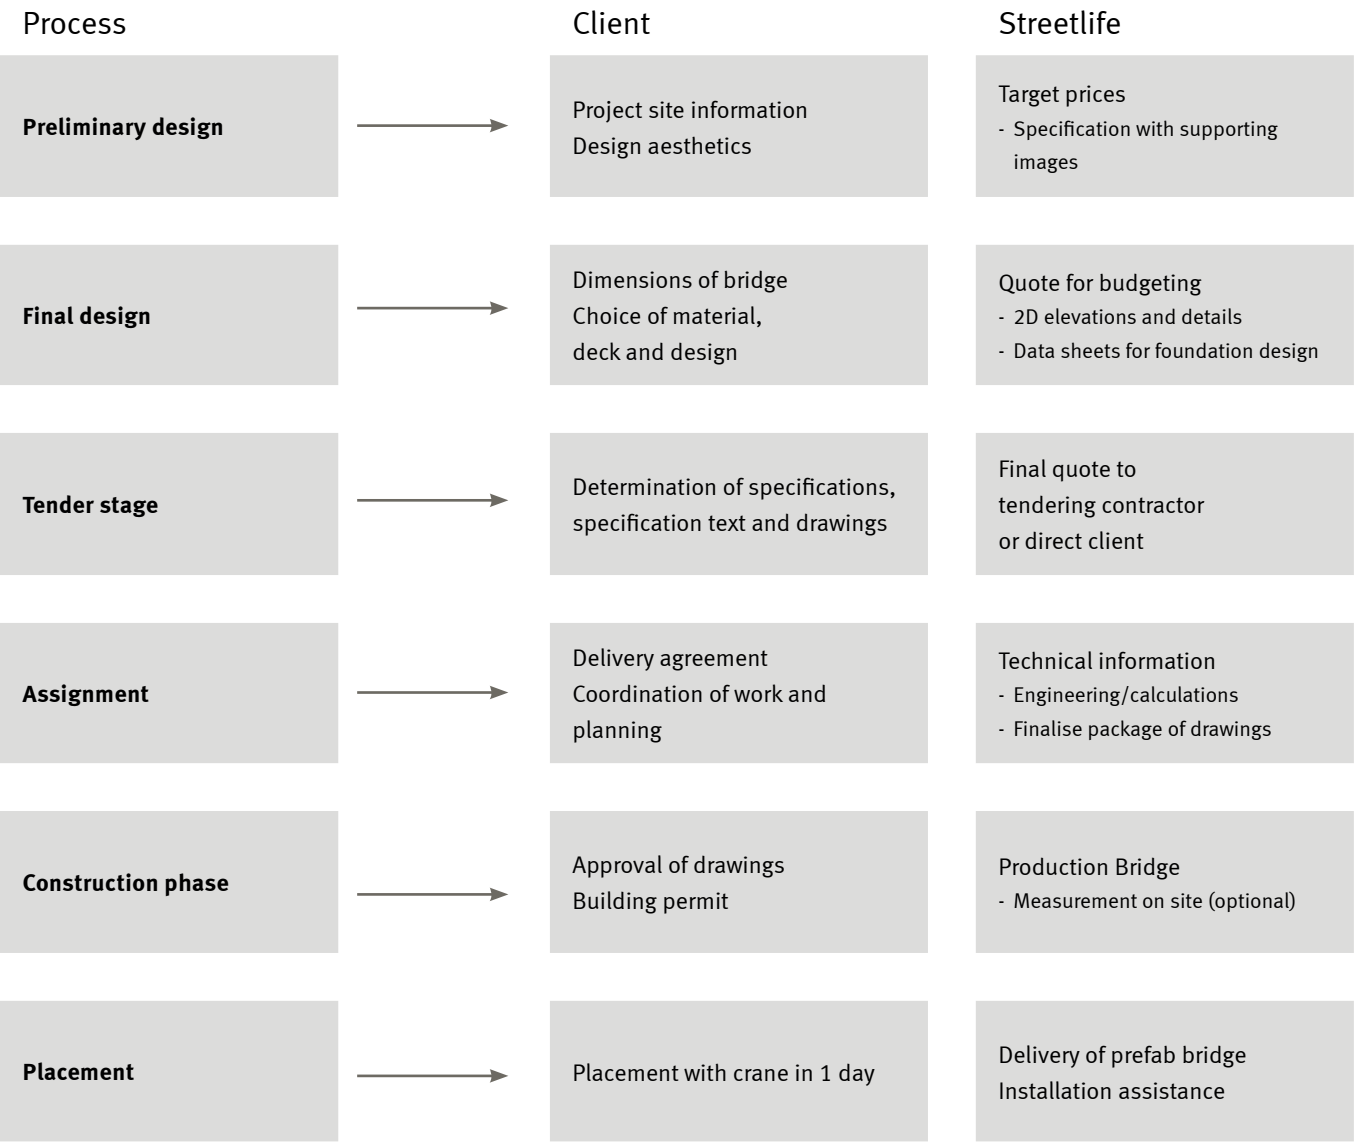 Process
Client
Streetlife
Preliminary design
Project site information
Design aesthetics
Target prices
- Specification with supporting
images
Final design
Dimensions of bridge
Choice of material,
deck and design
Quote for budgeting
- 2D elevations and details
- Data sheets for foundation design
Tender stage
Determination of specifications,
specification text and drawings
Final quote to
tendering contractor
or direct client
Assignment
Delivery agreement
Coordination of work and
planning
Technical information
- Engineering/calculations
- Finalise package of drawings
Construction phase
Approval of drawings
Building permit
Production Bridge
- Measurement on site (optional)
Placement
Placement with crane in 1 day
Delivery of prefab bridge
Installation assistance